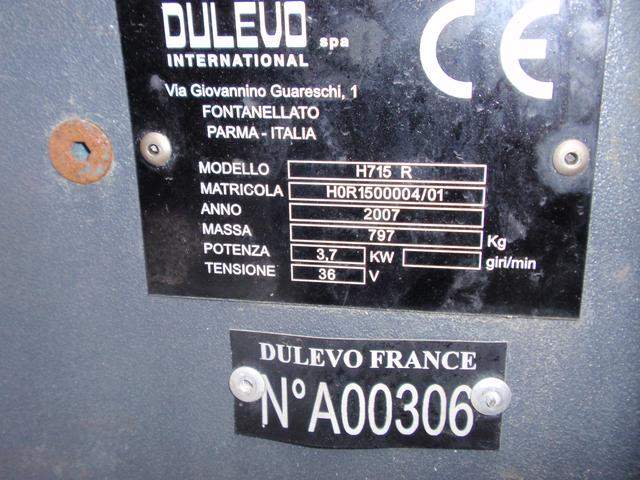 DULEVO spa
INTERNATIONAL
CE
Via Giovannino Guareschi, 1
FONTANELLATO
PARMA - ITALIA
MODELLO H715 R
MATRICOLA H0R1500004/01
ANNO 2007
MASSA 797 Kg
POTENZA 3,7 KW giri/min
TENSIONE 36 V
DULEVO FRANCE
N°A00306